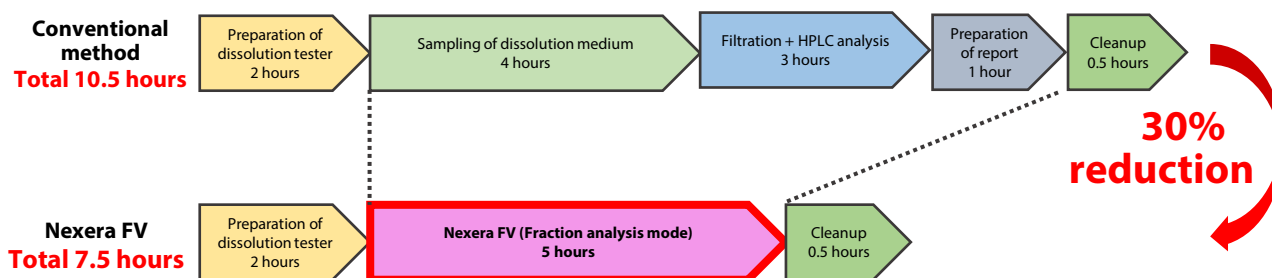 Conventional
method
Total 10.5 hours
Preparation of
dissolution tester
2 hours
Sampling of dissolution medium
4 hours
Filtration + HPLC analysis
3 hours
Preparation
of report
1 hour
Cleanup
0.5 hours
30%
reduction
Nexera FV
Total 7.5 hours
Preparation of
dissolution tester
2 hours
Nexera FV (Fraction analysis mode)
5 hours
Cleanup
0.5 hours